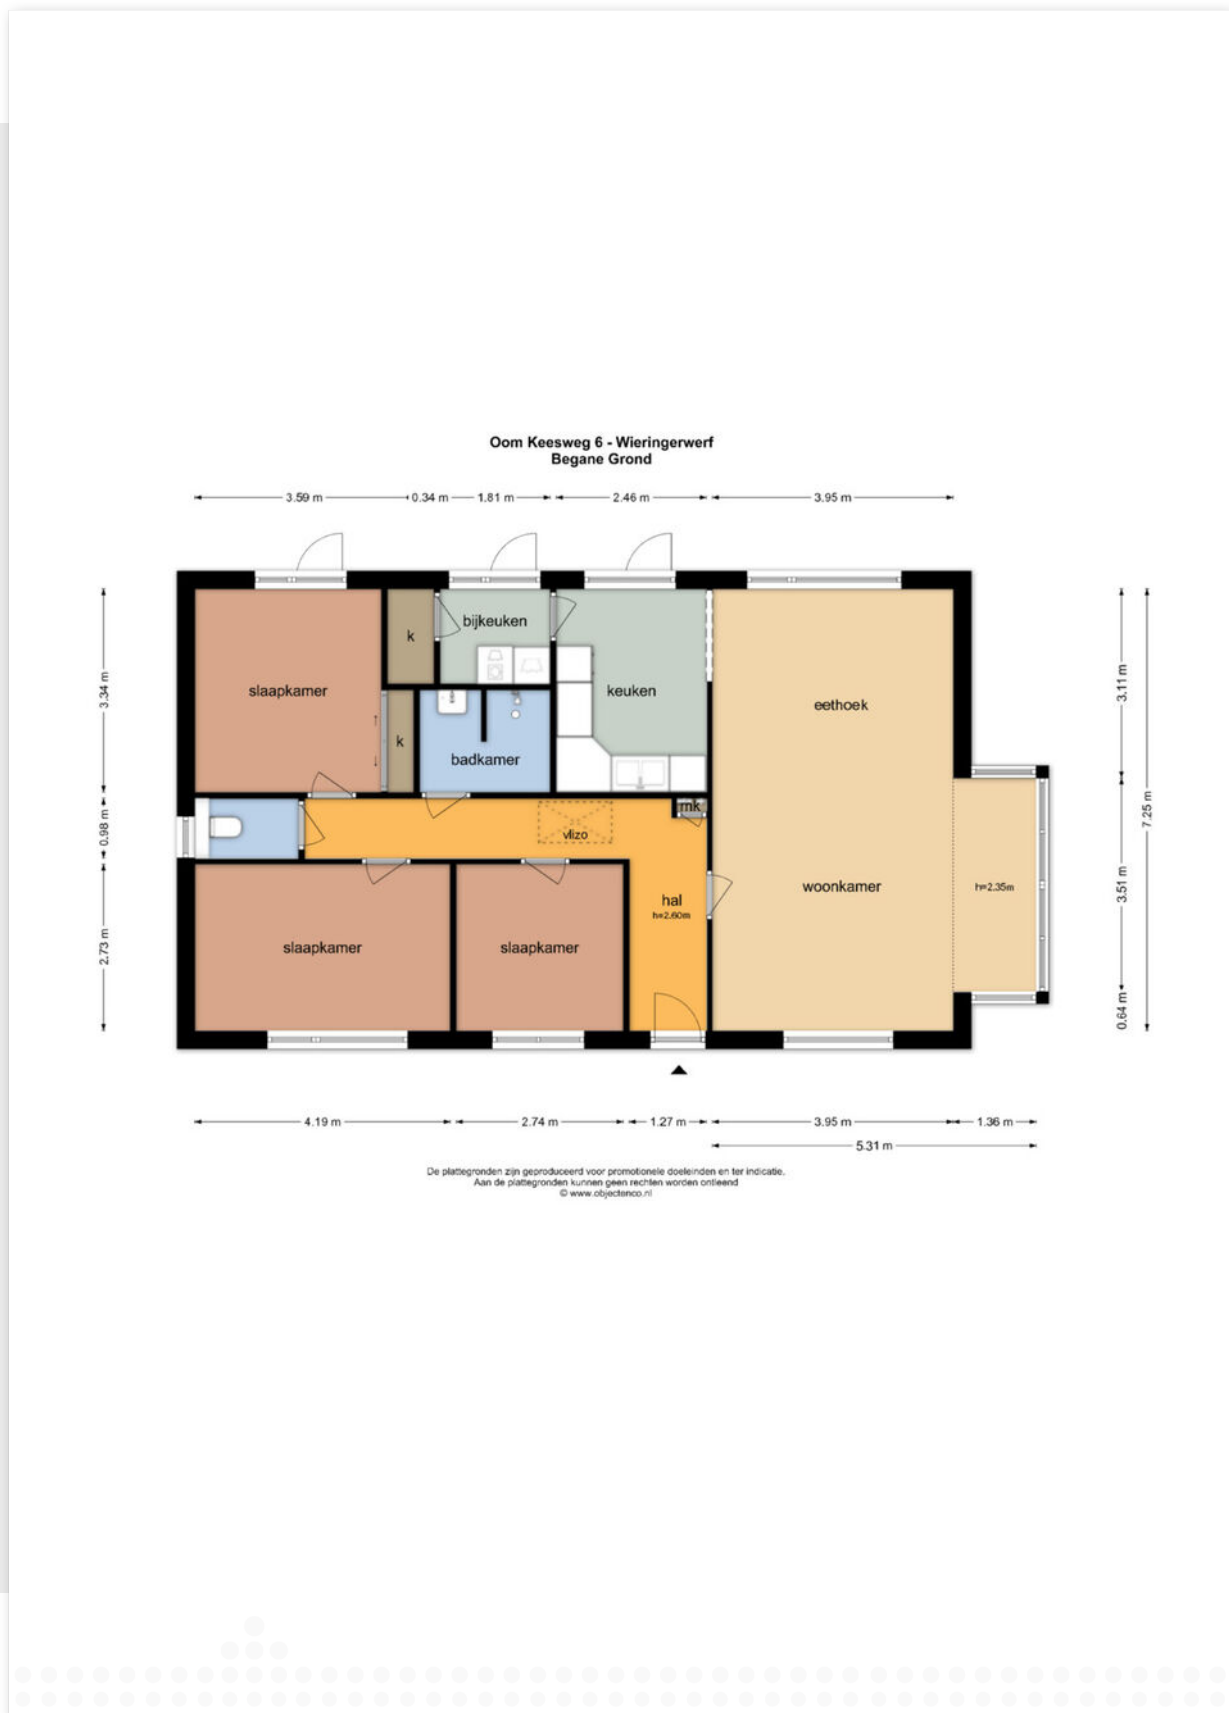 Oom Keesweg 6 - Wieringerwerf
Begane Grond
3.59 m
0.34 m
1.81 m
2.46 m
3.95 m
k
bijkeuken
slaapkamer
keuken
eethoek
k
badkamer
3.34 m
3.11 m
mk
vlizo
0.98 m
7.25 m
woonkamer
h=2.35m
hal
h=2.60m
3.51 m
slaapkamer
slaapkamer
2.73 m
0.64 m
4.19 m
2.74 m
1.27 m
3.95 m
1.36 m
5.31 m
De plattegronden zijn geproduceerd voor promotionele doeleinden en ter indicatie.
Aan de plattegronden kunnen geen rechten worden ontleend
© www.objectenco.nl